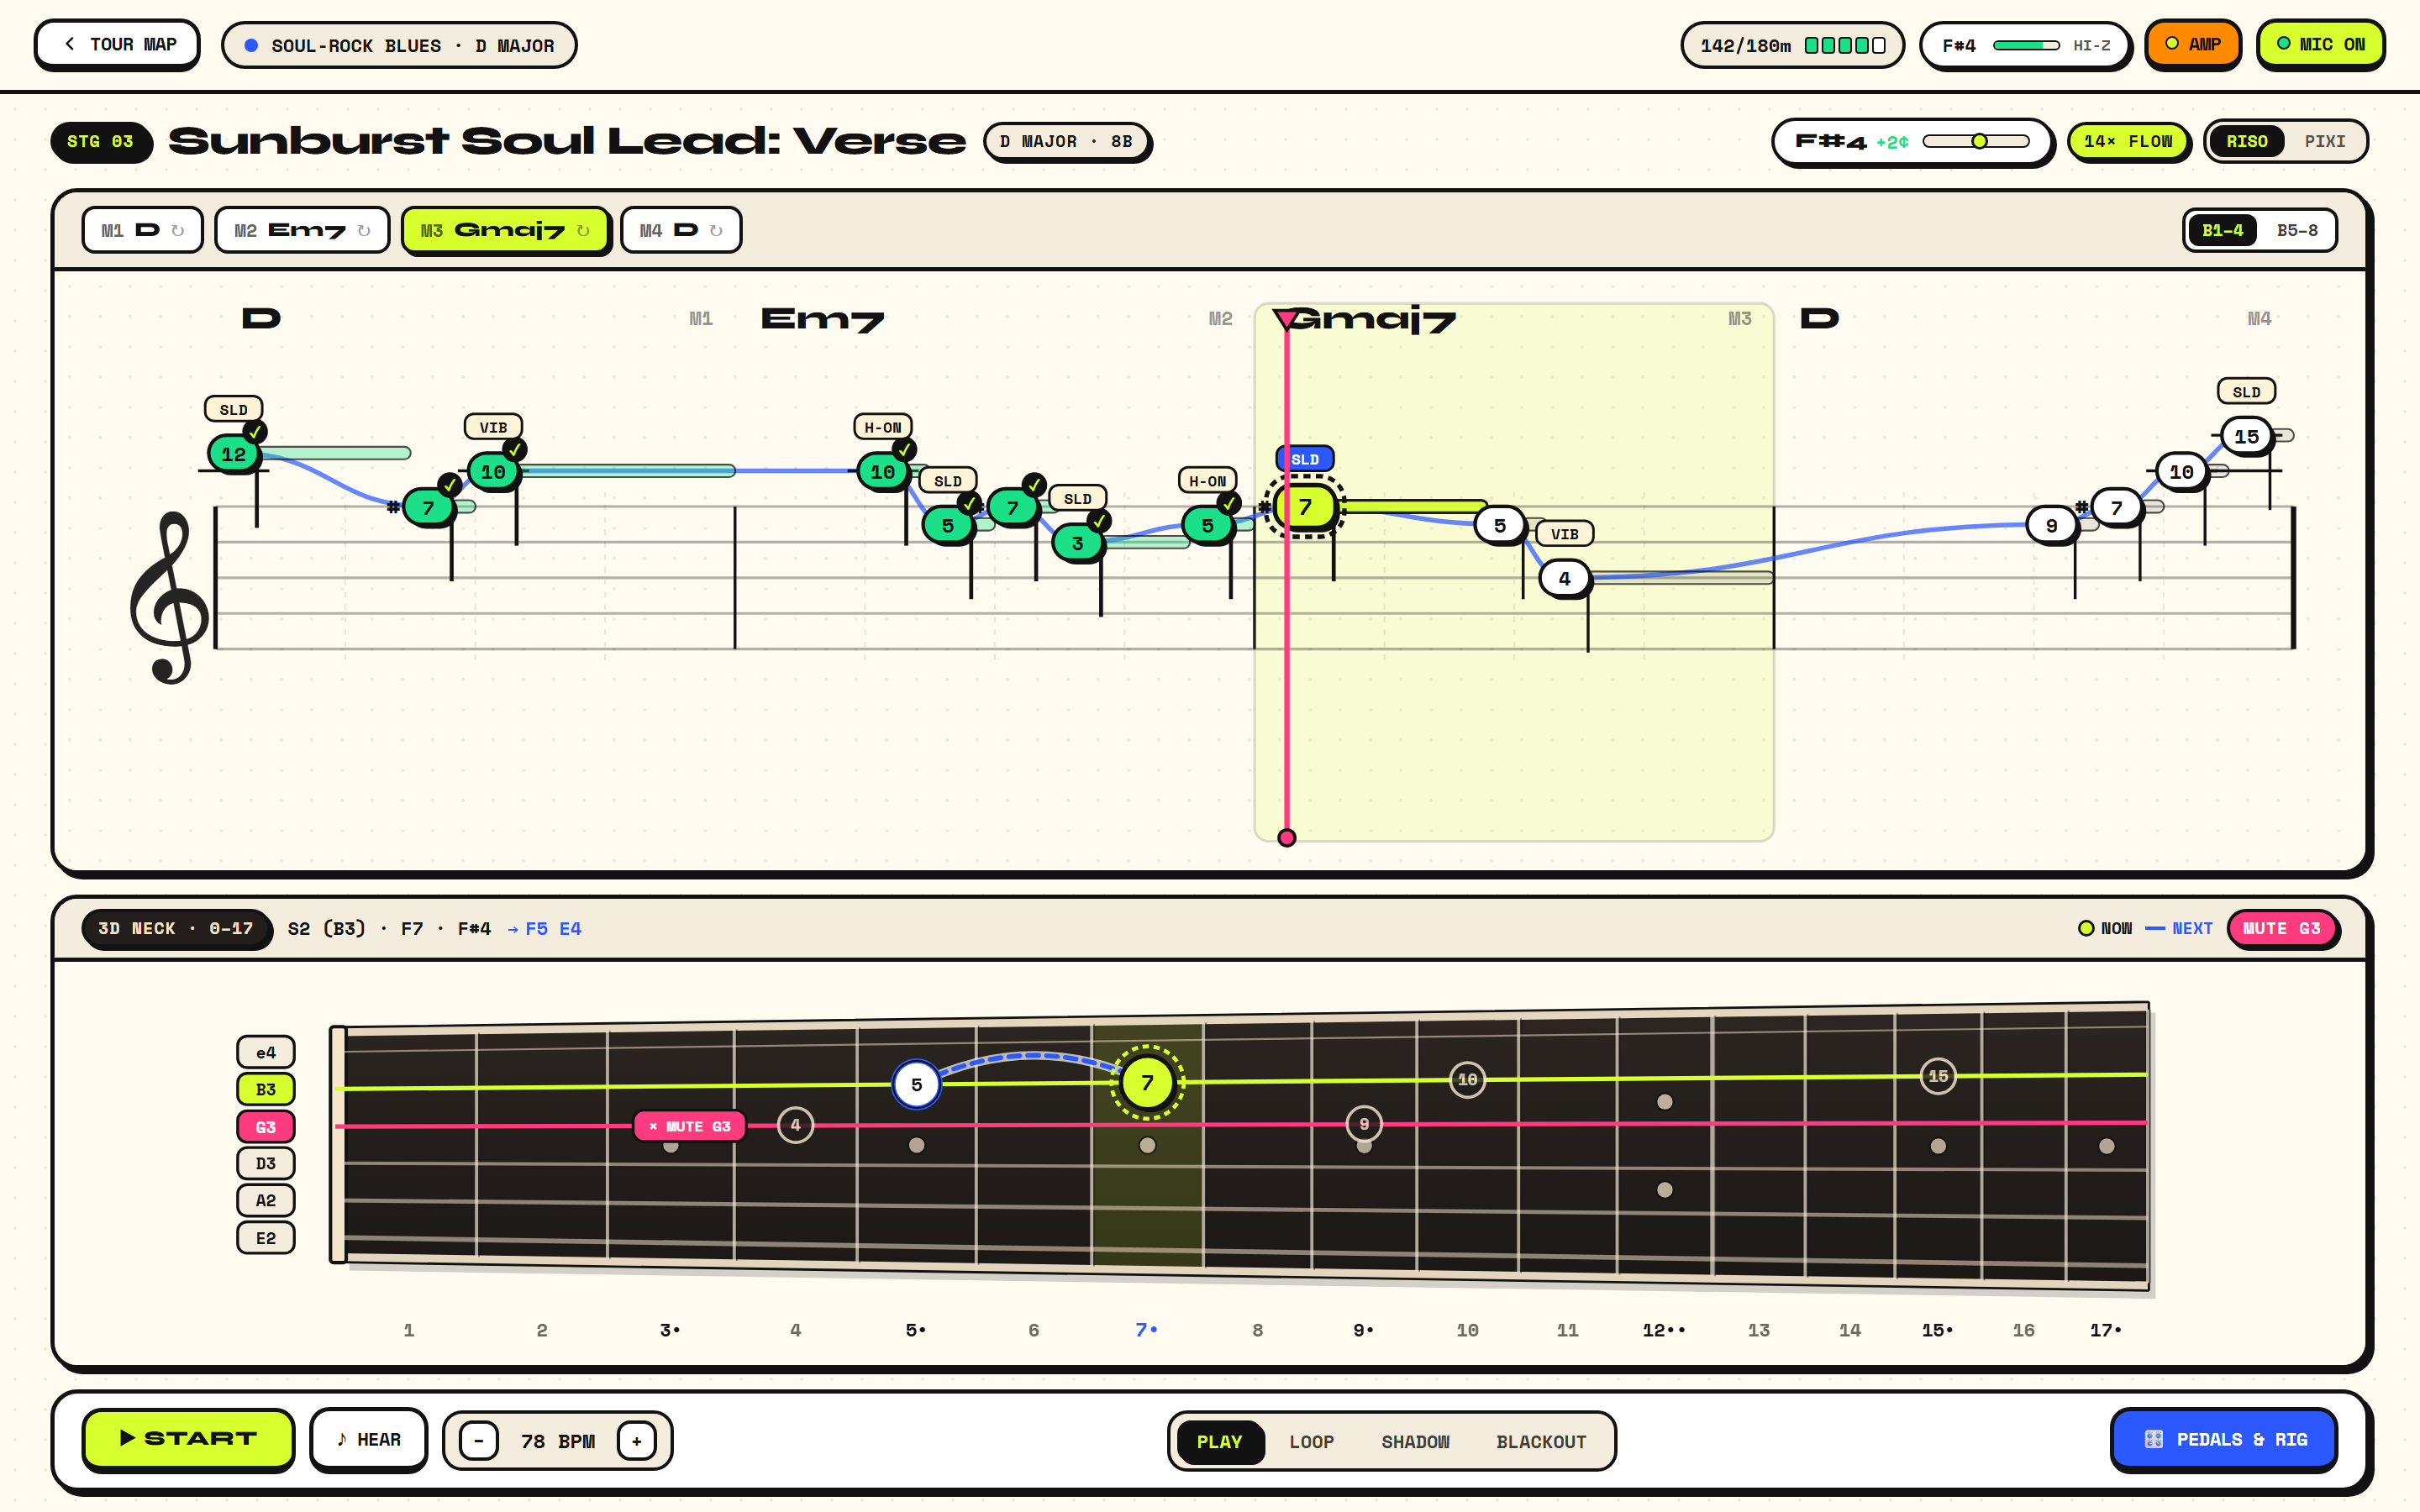 TOUR MAP
SOUL-ROCK BLUES · D MAJOR
142/180m
F#4 HI-Z
AMP
MIC ON
STG 03
Sunburst Soul Lead: Verse
D MAJOR · 8B
F#4 +2¢
14× FLOW
RISO PIXI
M1 D ↻
M2 Em7 ↻
M3 Gmaj7 ↻
M4 D ↻
B1–4 B5–8
D M1 Em7 M2 Gmaj7 M3 D M4
SLD VIB H-ON SLD SLD H-ON SLD VIB SLD
12 7 10 10 5 7 3 5 7 5 4 9 7 10 15
3D NECK · 0–17
S2 (B3) · F7 · F#4 → F5 E4
NOW
NEXT
MUTE G3
e4
B3
G3
D3
A2
E2
5 7 10 15
× MUTE G3 4 9
1 2 3• 4 5• 6 7• 8 9• 10 11 12•• 13 14 15• 16 17•
▶ START
♪ HEAR
- 78 BPM +
PLAY LOOP SHADOW BLACKOUT
PEDALS & RIG